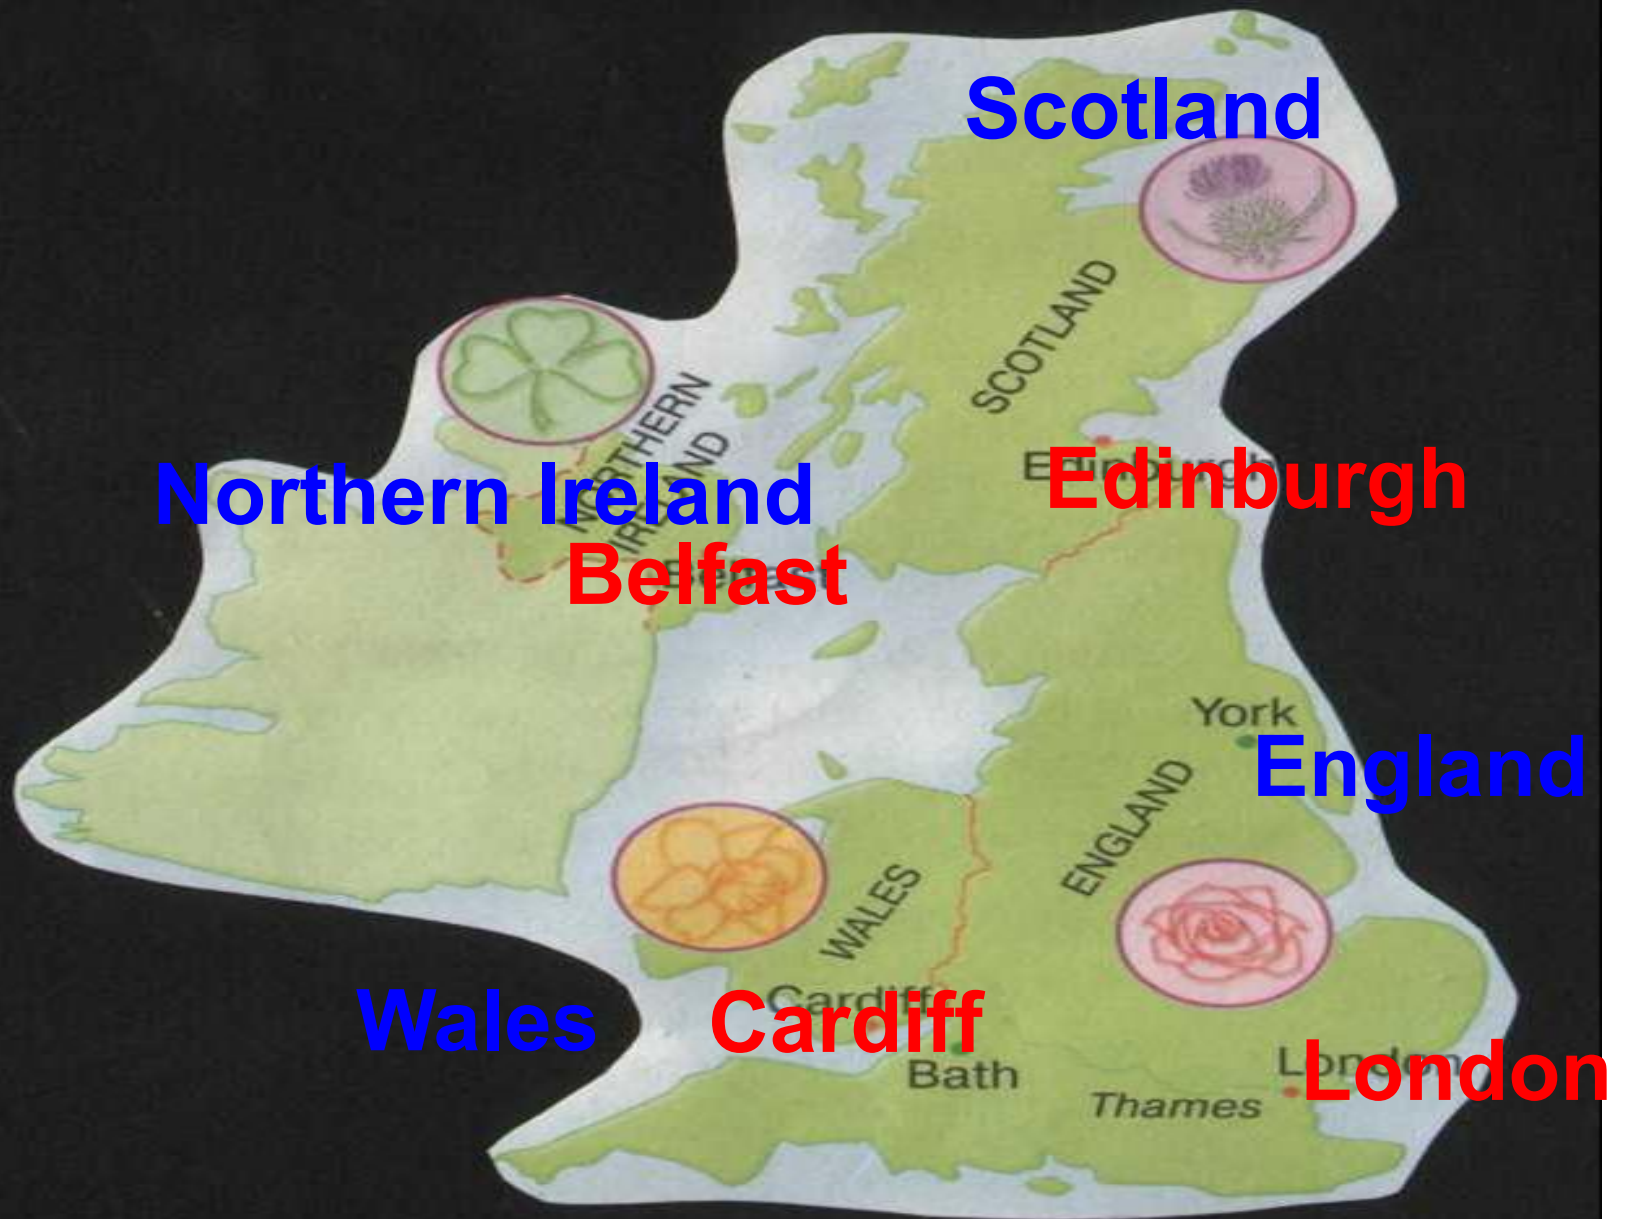 Scotland
SCOTLAND
NORTHERN
IRELAND
Northern Ireland
Edinburgh
Edinburgh
Belfast
Belfast
York
England
ENGLAND
WALES
Wales
Cardiff
Cardiff
Bath
London
London
Thames